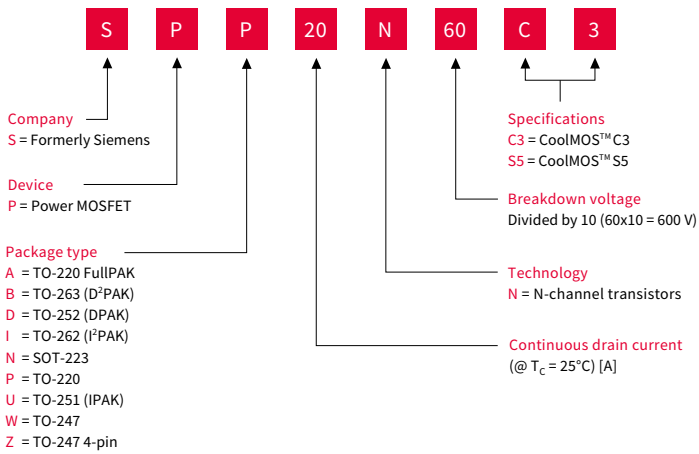 S P P 20 N 60 C 3
Company
S = Formerly Siemens
Device
P = Power MOSFET
Package type
A = TO-220 FullPAK
B = TO-263 (D²PAK)
D = TO-252 (DPAK)
I = TO-262 (I²PAK)
N = SOT-223
P = TO-220
U = TO-251 (IPAK)
W = TO-247
Z = TO-247 4-pin
Specifications
C3 = CoolMOS™ C3
S5 = CoolMOS™ S5
Breakdown voltage
Divided by 10 (60x10 = 600 V)
Technology
N = N-channel transistors
Continuous drain current
(@ T_C = 25°C) [A]